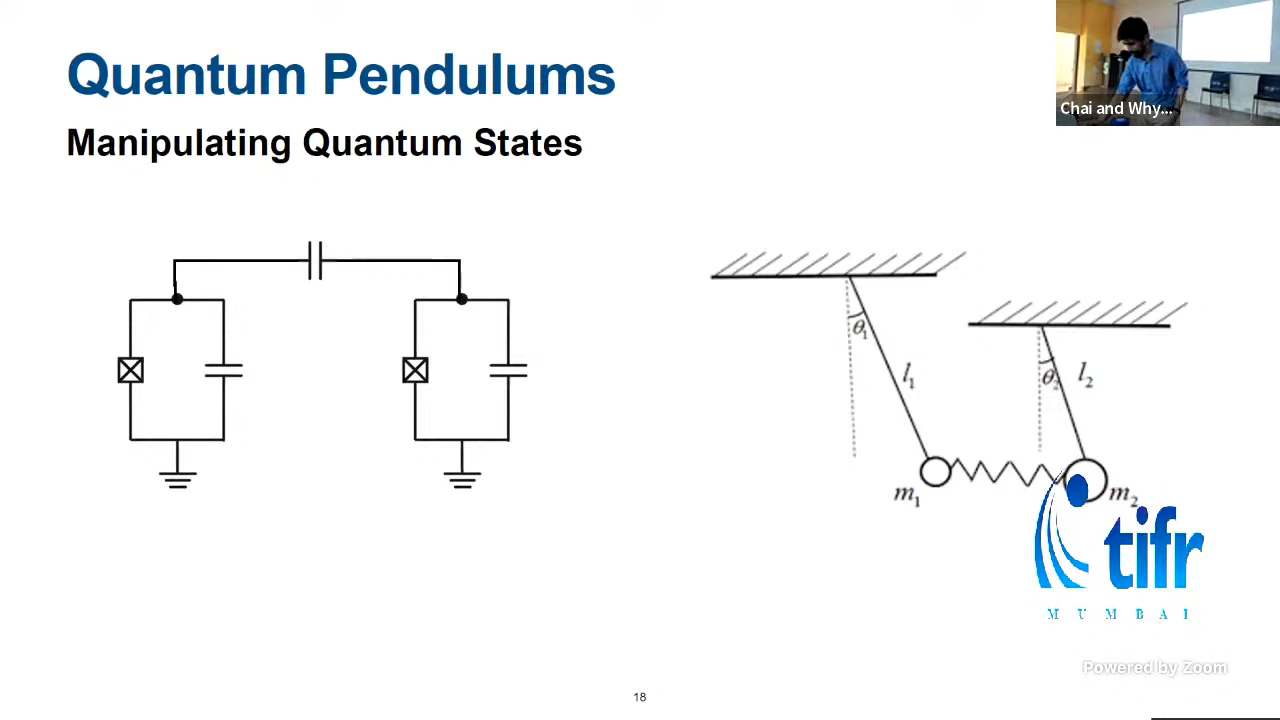 Quantum Pendulums
Manipulating Quantum States
Chai and Why...
θ1
l1
θ2
l2
m1
m2
tifr
MUMBAI
Powered by Zoom
18